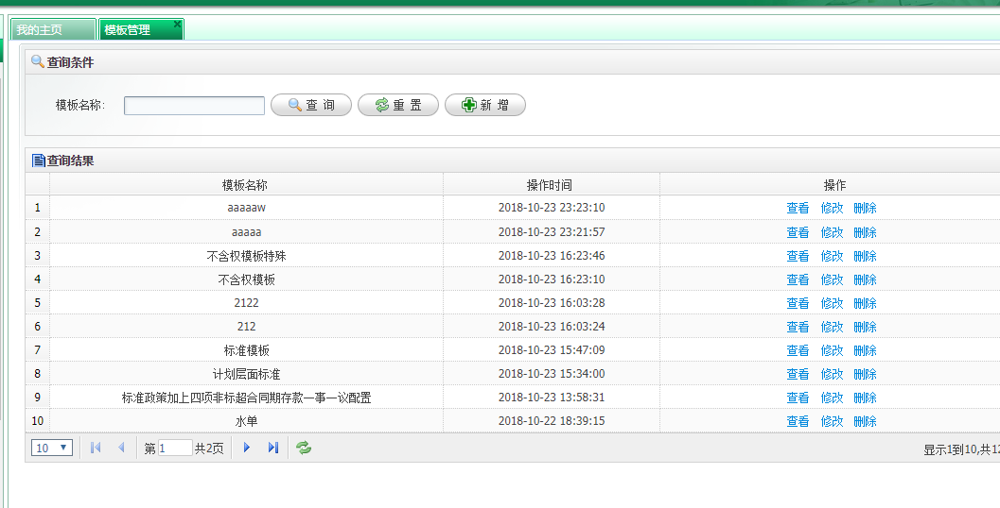 我的主页 模板管理
查询条件
模板名称: 查 询 重 置 新 增
查询结果
模板名称 操作时间 操作
1 aaaaaw 2018-10-23 23:23:10 查看 修改 删除
2 aaaaa 2018-10-23 23:21:57 查看 修改 删除
3 不含权模板特殊 2018-10-23 16:23:46 查看 修改 删除
4 不含权模板 2018-10-23 16:23:10 查看 修改 删除
5 2122 2018-10-23 16:03:28 查看 修改 删除
6 212 2018-10-23 16:03:24 查看 修改 删除
7 标准模板 2018-10-23 15:47:09 查看 修改 删除
8 计划层面标准 2018-10-23 15:34:00 查看 修改 删除
9 标准政策加上四项非标超合同期存款一事一议配置 2018-10-23 13:58:31 查看 修改 删除
10 水单 2018-10-22 18:39:15 查看 修改 删除
10 第 1 共2页 显示1到10,共12